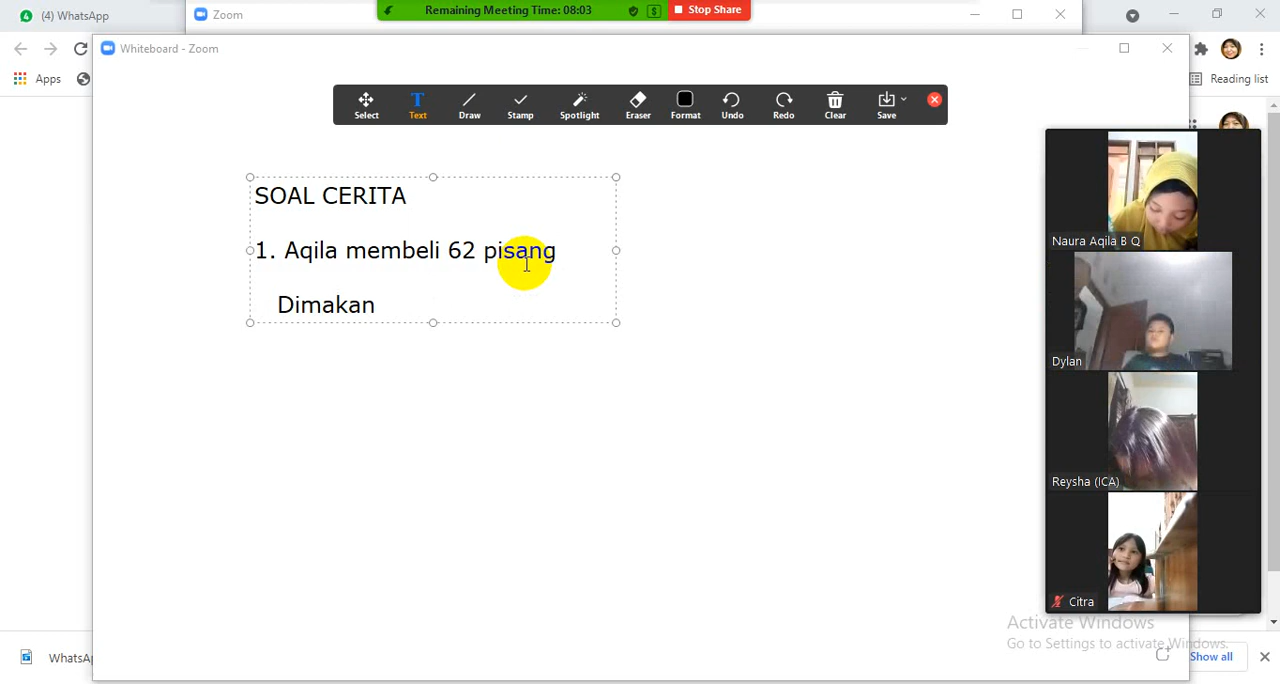 (4) WhatsApp
Zoom
Remaining Meeting Time: 08:03
Stop Share
Whiteboard - Zoom
Apps
Reading list
Select
Text
Draw
Stamp
Spotlight
Eraser
Format
Undo
Redo
Clear
Save
SOAL CERITA
1. Aqila membeli 62 pisang
Dimakan
Naura Aqila B Q
Dylan
Reysha (ICA)
Citra
Activate Windows
Go to Settings to activate Windows.
WhatsAp
Show all